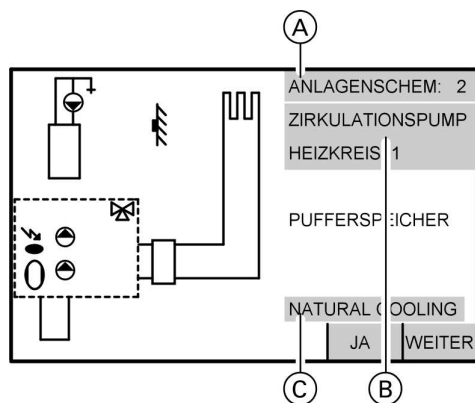 A
ANLAGENSCHEM: 2
ZIRKULATIONSPUMP
HEIZKREIS 1
PUFFERSPEICHER
NATURAL COOLING
JA WEITER
C B